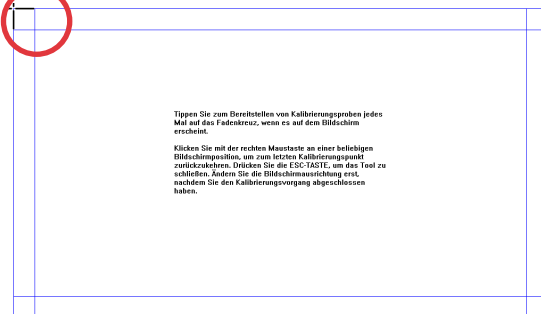 Tippen Sie zum Bereitstellen von Kalibrierungsproben jedes
Mal auf das Fadenkreuz, wenn es auf dem Bildschirm
erscheint.
Klicken Sie mit der rechten Maustaste an einer beliebigen
Bildschirmposition, um zum letzten Kalibrierungspunkt
zurückzukehren. Drücken Sie die ESC-TASTE, um das Tool zu
schließen. Ändern Sie die Bildschirmausrichtung erst,
nachdem Sie den Kalibrierungsvorgang abgeschlossen
haben.